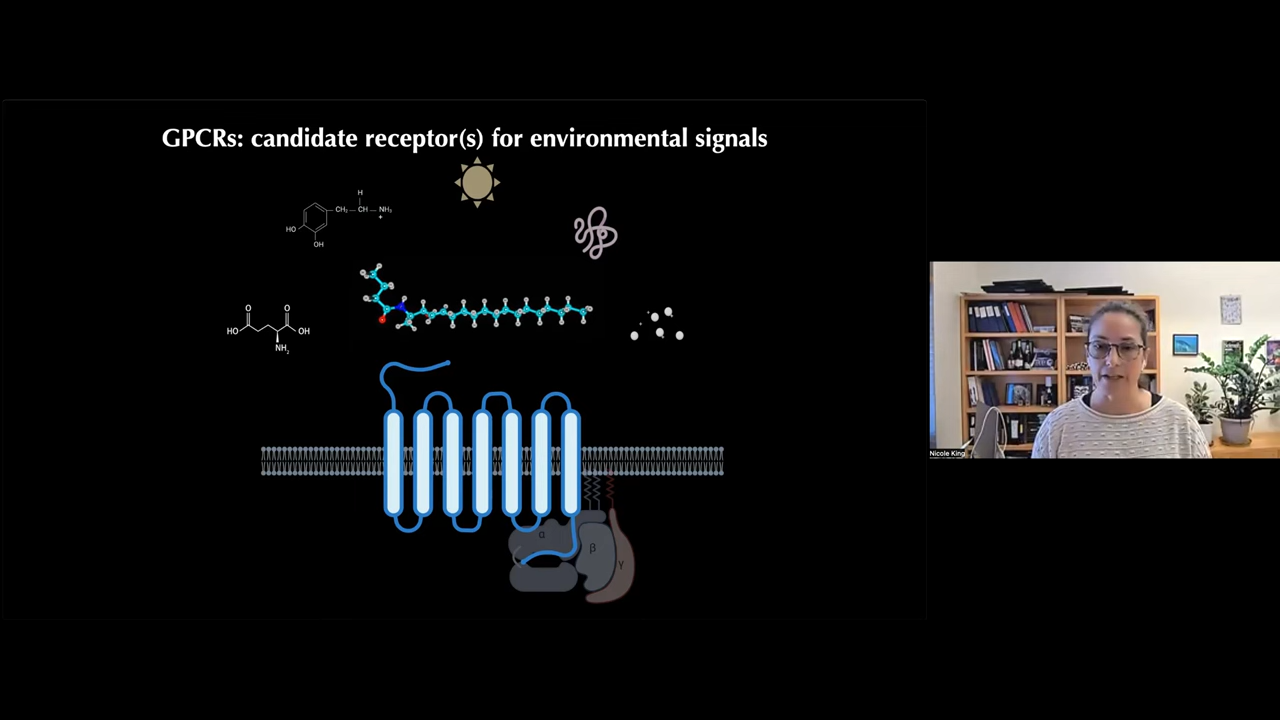 GPCRs: candidate receptor(s) for environmental signals
H
CH₂ — CH — NH₃
+
HO
OH
O O
HO OH
NH₂
α
β
γ
Nicole King